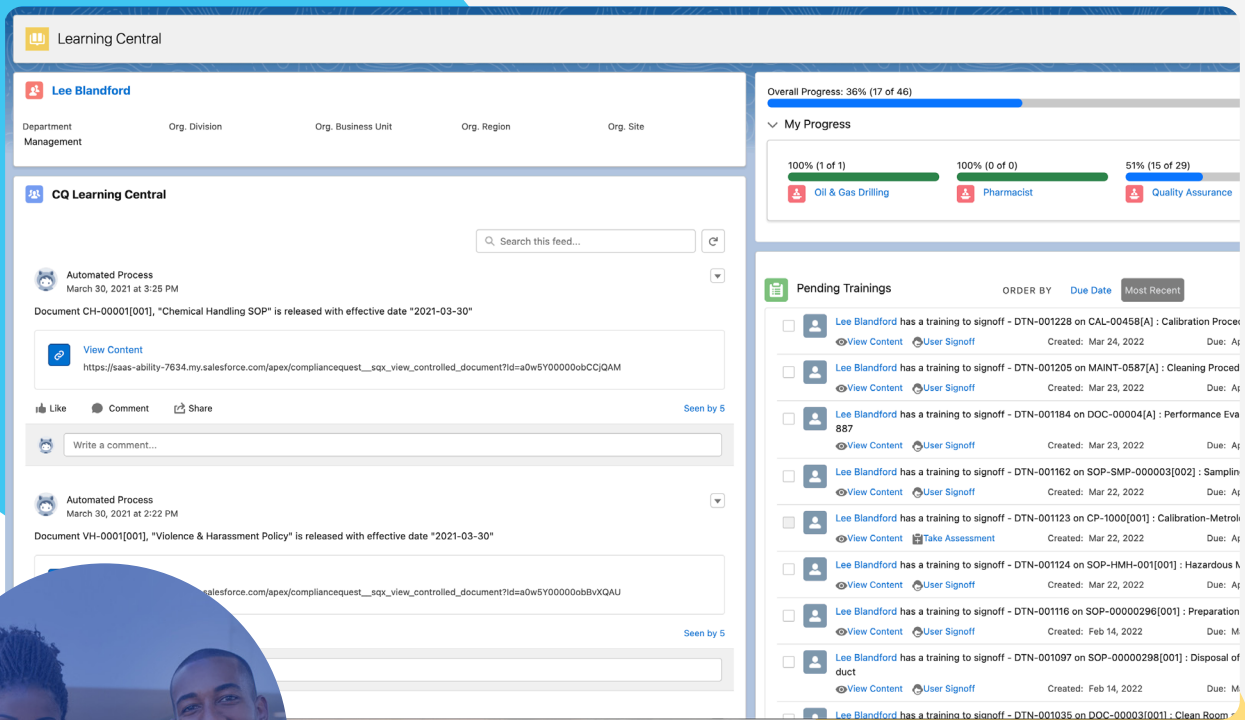 Learning Central
Lee Blandford
Department
Org. Division
Org. Business Unit
Org. Region
Org. Site
Management
CQ Learning Central
Search this feed...
Automated Process
March 30, 2021 at 3:25 PM
Document CH-00001[001], "Chemical Handling SOP" is released with effective date "2021-03-30"
View Content
https://saas-ability-7634.my.salesforce.com/apex/compliancequest__sqx_view_controlled_document?Id=a0w5Y00000obCCjQAM
Like
Comment
Share
Seen by 5
Write a comment...
Automated Process
March 30, 2021 at 2:22 PM
Document VH-0001[001], "Violence & Harassment Policy" is released with effective date "2021-03-30"
salesforce.com/apex/compliancequest__sqx_view_controlled_document?Id=a0w5Y00000obBvXQAU
Seen by 5
Overall Progress: 36% (17 of 46)
My Progress
100% (1 of 1)
100% (0 of 0)
51% (15 of 29)
Oil & Gas Drilling
Pharmacist
Quality Assurance
Pending Trainings
ORDER BY
Due Date
Most Recent
Lee Blandford has a training to signoff - DTN-001228 on CAL-00458[A] : Calibration Proce
View Content User Signoff Created: Mar 24, 2022 Due: Ap
Lee Blandford has a training to signoff - DTN-001205 on MAINT-0587[A] : Cleaning Proced
View Content User Signoff Created: Mar 23, 2022 Due: Ap
Lee Blandford has a training to signoff - DTN-001184 on DOC-00004[A] : Performance Eva
887
View Content User Signoff Created: Mar 23, 2022 Due: Ap
Lee Blandford has a training to signoff - DTN-001162 on SOP-SMP-000003[002] : Samplin
View Content User Signoff Created: Mar 22, 2022 Due: Ap
Lee Blandford has a training to signoff - DTN-001123 on CP-1000[001] : Calibration-Metrol
View Content Take Assessment Created: Mar 22, 2022 Due: Ap
Lee Blandford has a training to signoff - DTN-001124 on SOP-HMH-001[001] : Hazardous M
View Content User Signoff Created: Mar 22, 2022 Due: Ap
Lee Blandford has a training to signoff - DTN-001116 on SOP-00000296[001] : Preparation
View Content User Signoff Created: Feb 14, 2022 Due: Ma
Lee Blandford has a training to signoff - DTN-001097 on SOP-00000298[001] : Disposal of
duct
View Content User Signoff Created: Feb 14, 2022 Due: M
Lee Blandford has a training to signoff - DTN-001035 on DOC-00003[001] : Clean Room